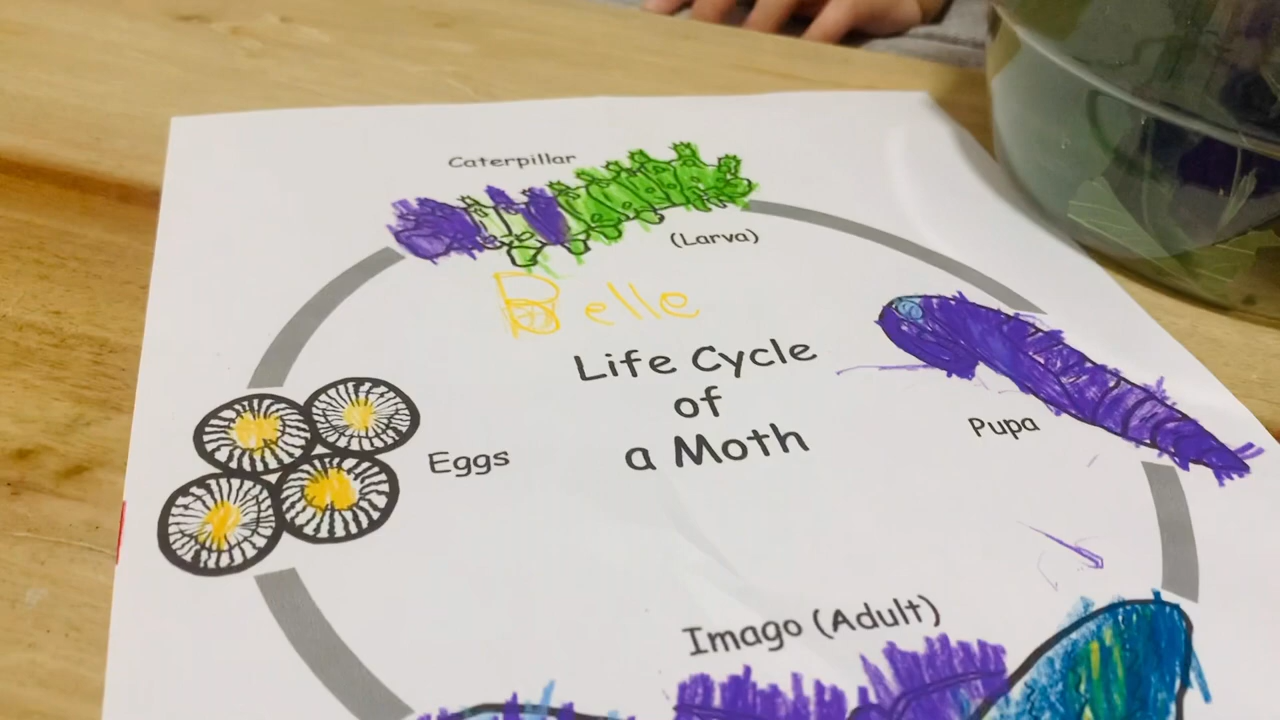 Caterpillar
(Larva)
Belle
Life Cycle
of
a Moth
Eggs
Pupa
Imago (Adult)